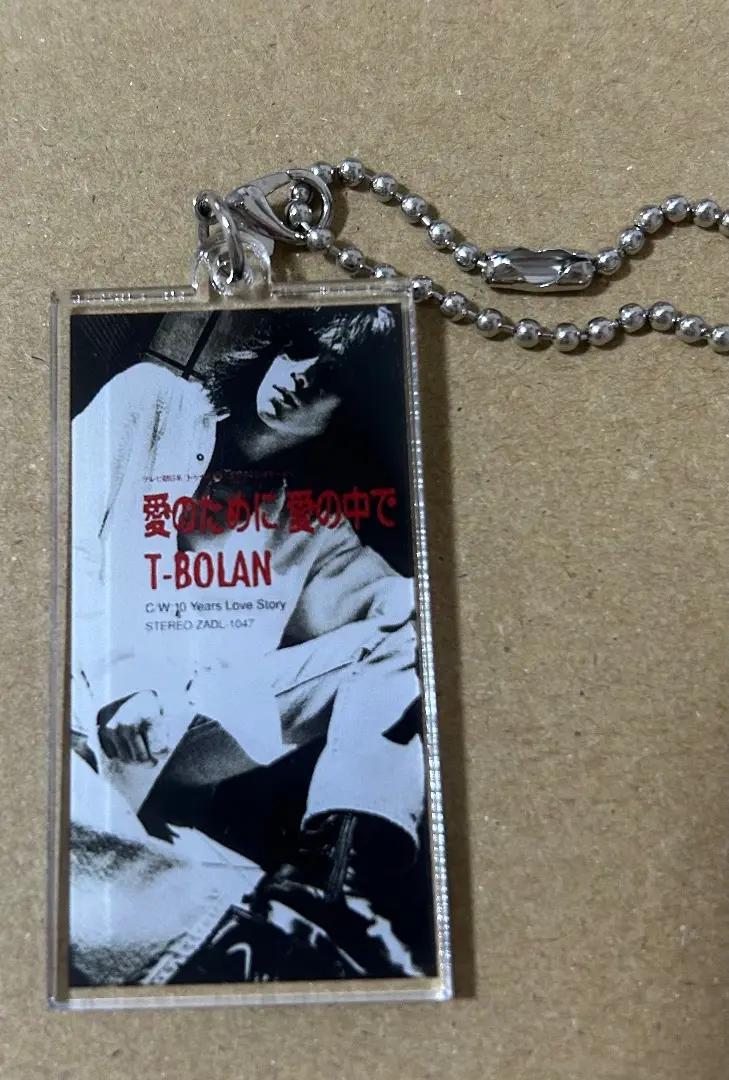 愛のために 愛の中で
T-BOLAN
C/W 10 Years Love Story
STEREO ZADL-1047